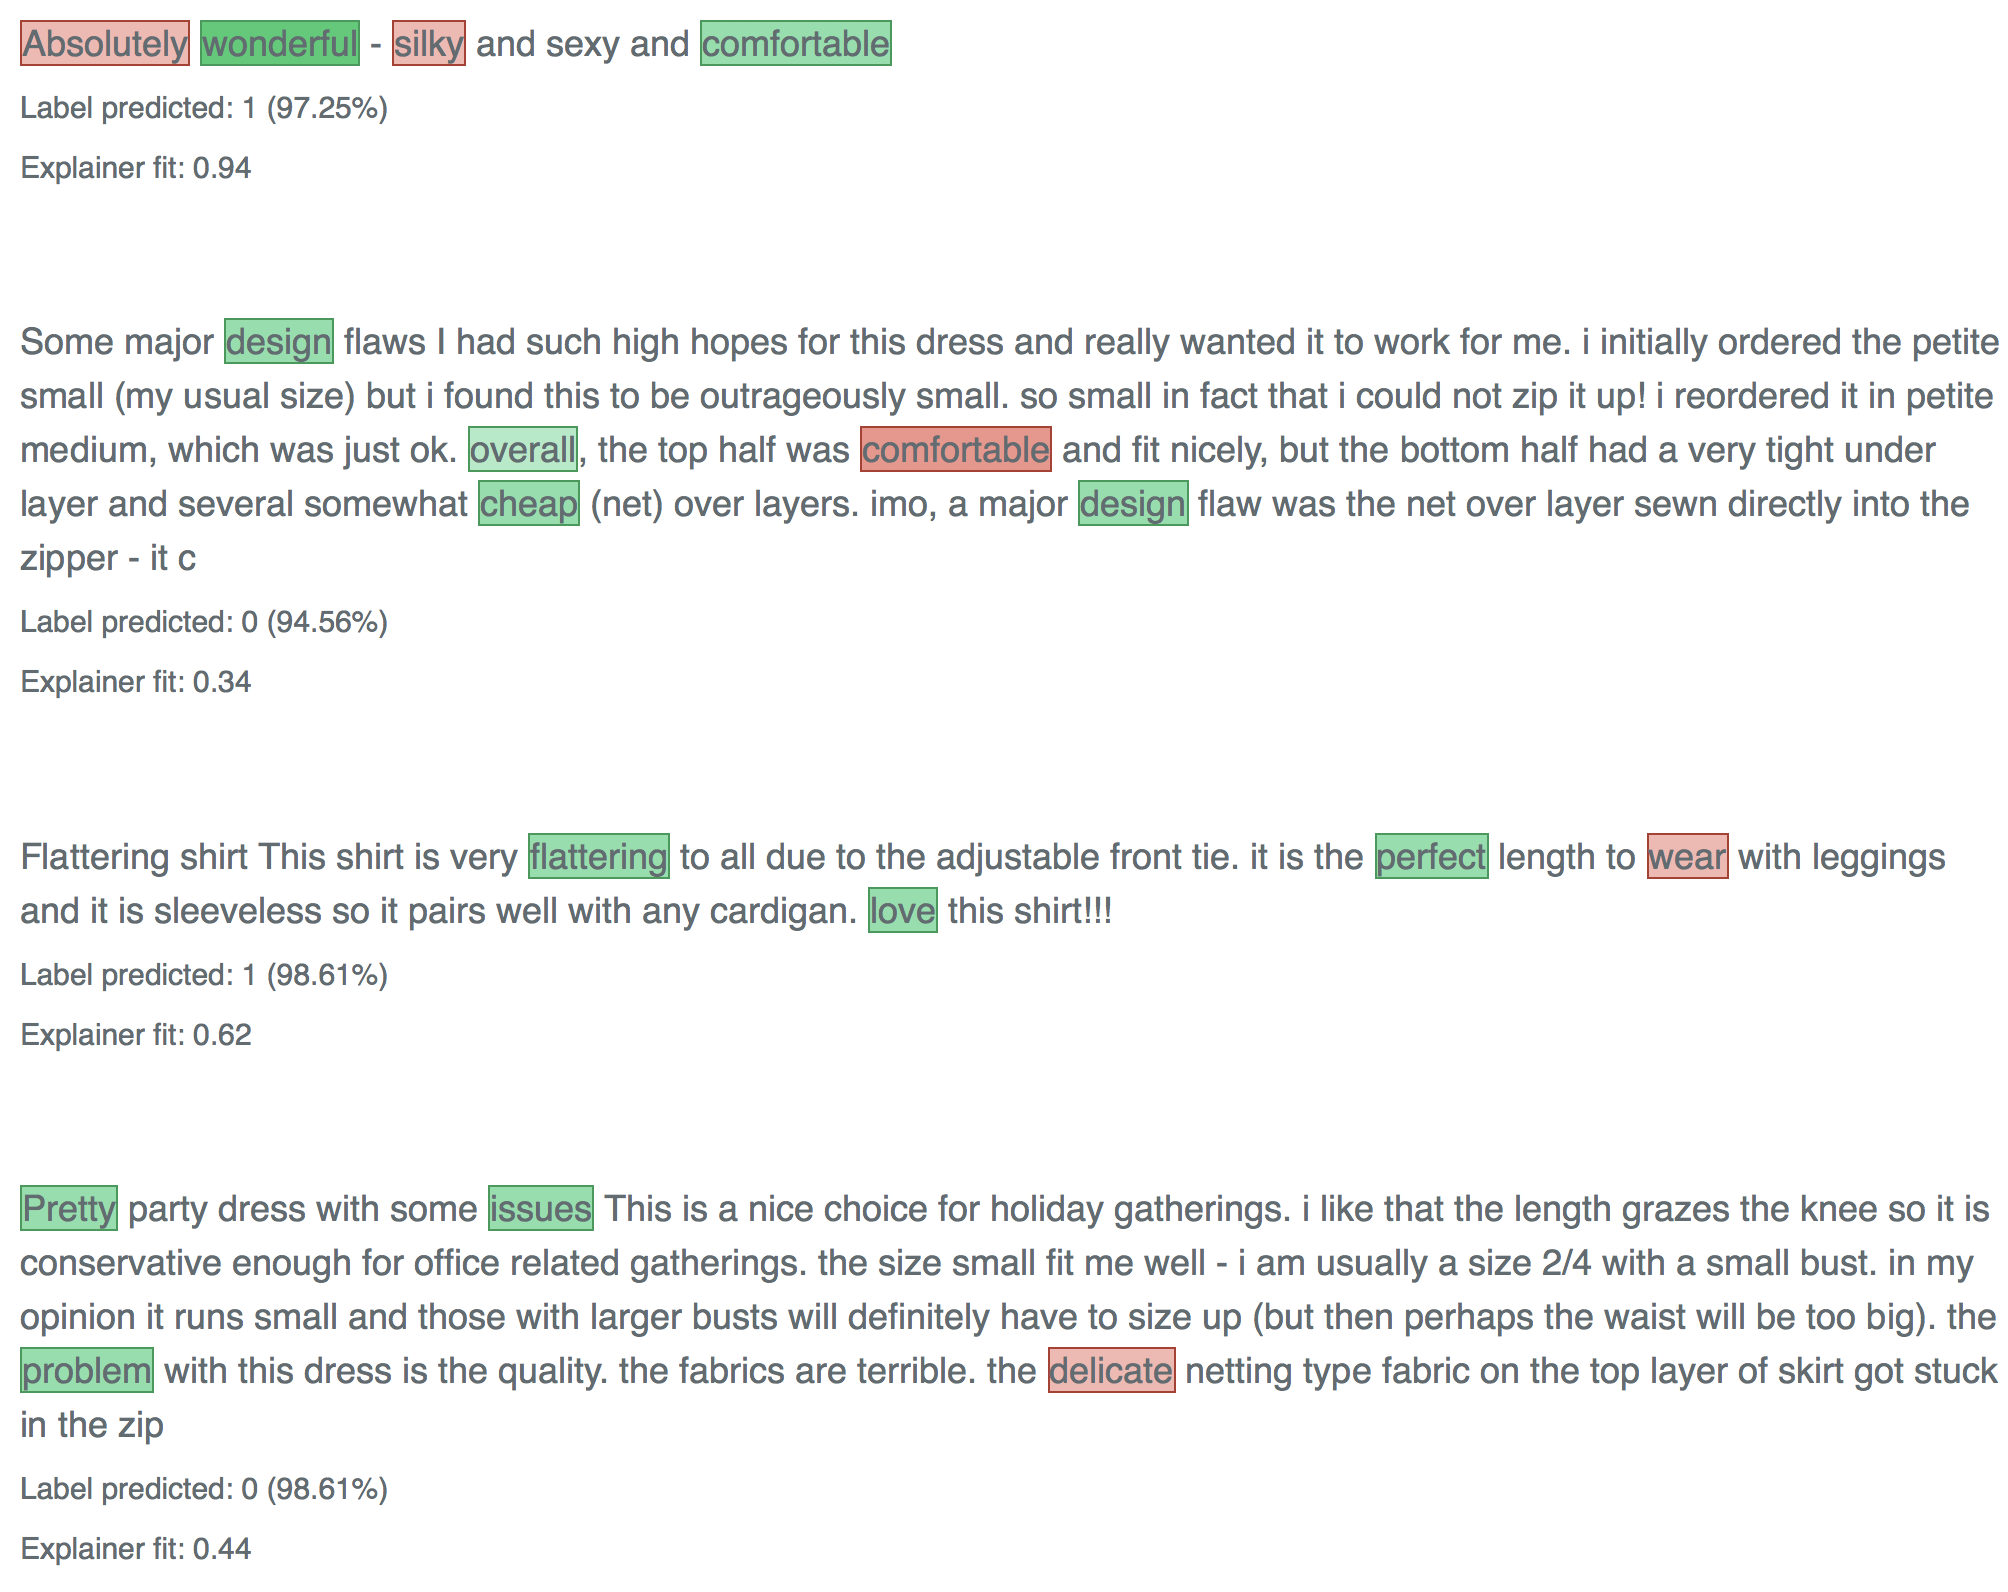 Absolutely wonderful - silky and sexy and comfortable
Label predicted: 1 (97.25%)
Explainer fit: 0.94
Some major design flaws I had such high hopes for this dress and really wanted it to work for me. i initially ordered the petite
small (my usual size) but i found this to be outrageously small. so small in fact that i could not zip it up! i reordered it in petite
medium, which was just ok. overall, the top half was comfortable and fit nicely, but the bottom half had a very tight under
layer and several somewhat cheap (net) over layers. imo, a major design flaw was the net over layer sewn directly into the
zipper - it c
Label predicted: 0 (94.56%)
Explainer fit: 0.34
Flattering shirt This shirt is very flattering to all due to the adjustable front tie. it is the perfect length to wear with leggings
and it is sleeveless so it pairs well with any cardigan. love this shirt!!!
Label predicted: 1 (98.61%)
Explainer fit: 0.62
Pretty party dress with some issues This is a nice choice for holiday gatherings. i like that the length grazes the knee so it is
conservative enough for office related gatherings. the size small fit me well - i am usually a size 2/4 with a small bust. in my
opinion it runs small and those with larger busts will definitely have to size up (but then perhaps the waist will be too big). the
problem with this dress is the quality. the fabrics are terrible. the delicate netting type fabric on the top layer of skirt got stuck
in the zip
Label predicted: 0 (98.61%)
Explainer fit: 0.44